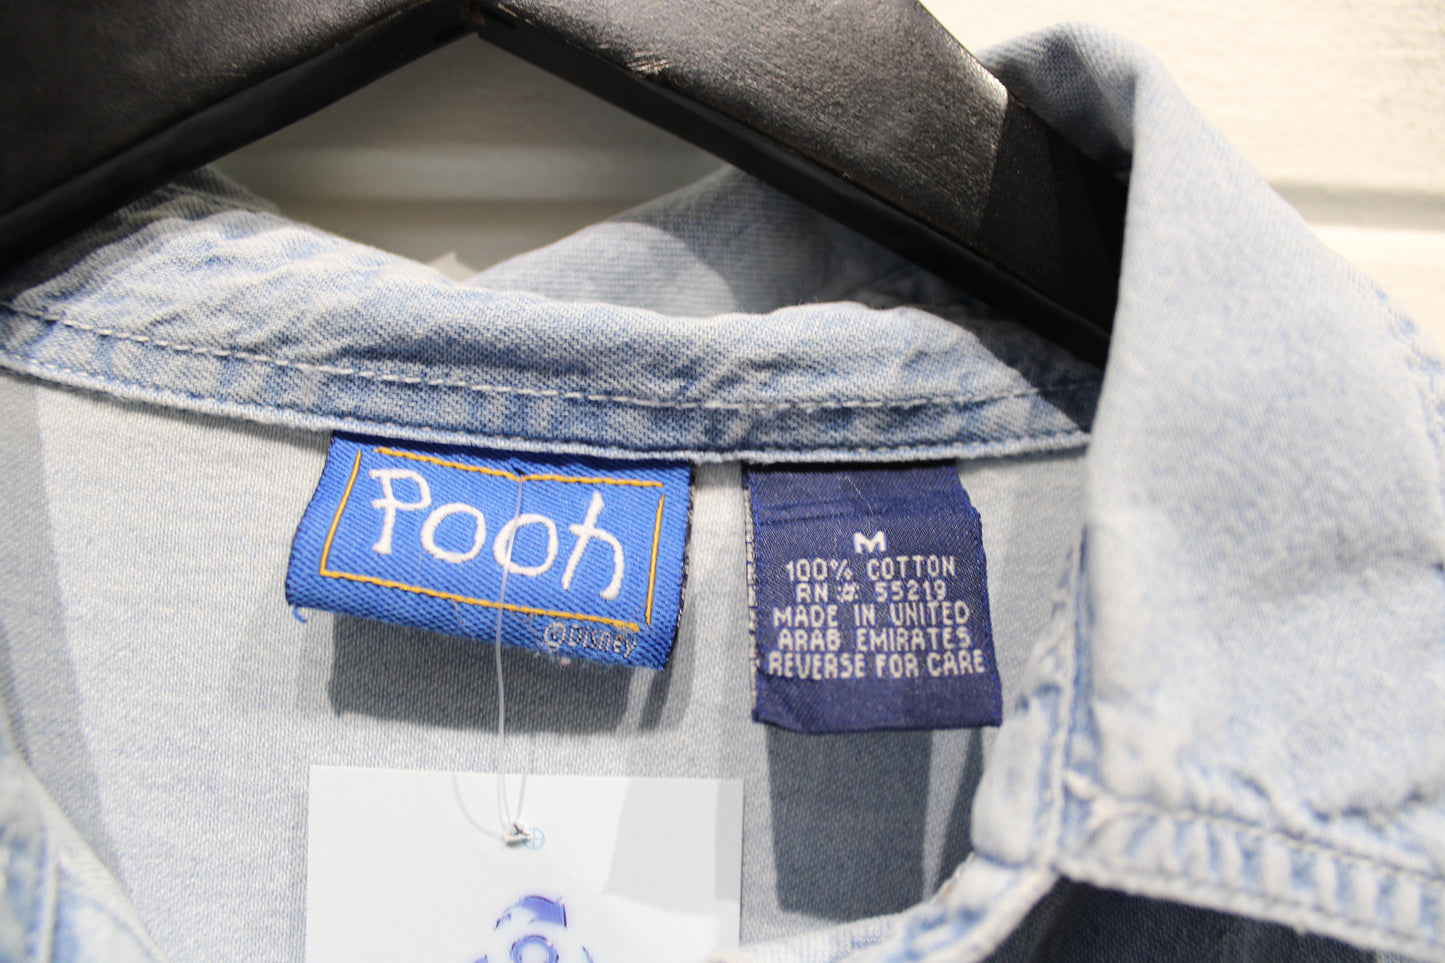 Pooh
©Disney
M
100% COTTON
RN # 55219
MADE IN UNITED
ARAB EMIRATES
REVERSE FOR CARE